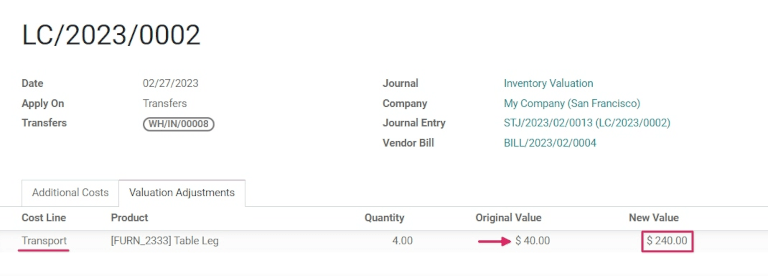 LC/2023/0002
Date 02/27/2023 Journal Inventory Valuation
Apply On Transfers Company My Company (San Francisco)
Transfers WH/IN/00008 Journal Entry STJ/2023/02/0013 (LC/2023/0002)
Vendor Bill BILL/2023/02/0004
Additional Costs Valuation Adjustments
Cost Line Product Quantity Original Value New Value
Transport [FURN_2333] Table Leg 4.00 $ 40.00 $ 240.00